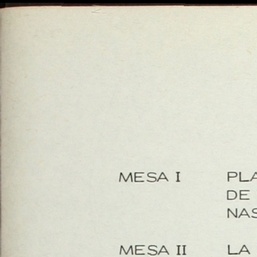 MESA I PLA
DE
NAS
MESA II LA